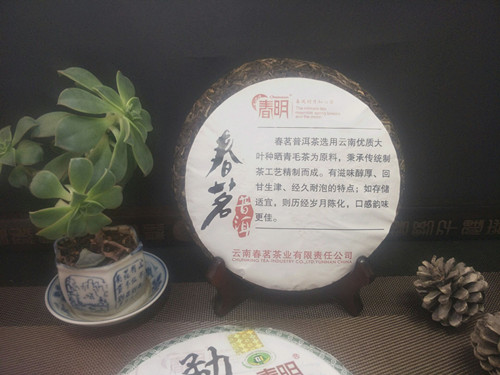 春明
春茗
普洱
春茗普洱茶选用云南优质大
叶种晒青毛茶为原料，秉承传统制
茶工艺精制而成。有滋味醇厚、回
甘生津、经久耐泡的特点；如存储
适宜，则历经岁月陈化，口感韵味
更佳。
云南春茗茶业有限责任公司
勐
春明